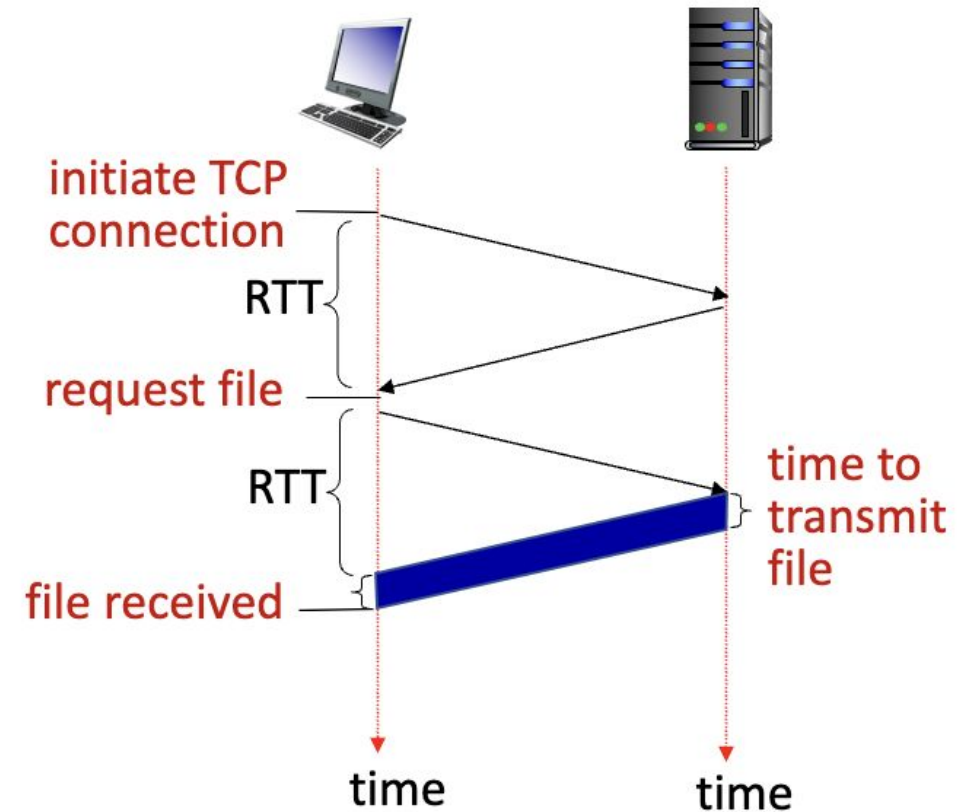 initiate TCP
connection
RTT
request file
RTT
time to
transmit
file
file received
time
time